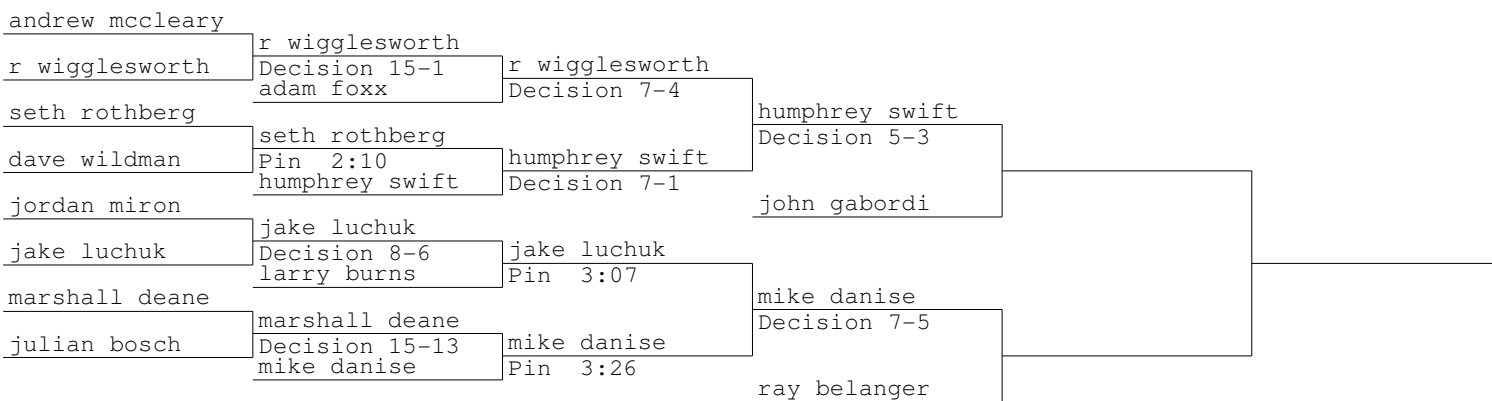 andrew mccleary
r wigglesworth
seth rothberg
dave wildman
jordan miron
jake luchuk
marshall deane
julian bosch
r wigglesworth
Decision 15-1
adam foxx
seth rothberg
Pin 2:10
humphrey swift
jake luchuk
Decision 8-6
larry burns
marshall deane
Decision 15-13
mike danise
r wigglesworth
Decision 7-4
humphrey swift
Decision 7-1
jake luchuk
Pin 3:07
mike danise
Pin 3:26
humphrey swift
Decision 5-3
john gabordi
mike danise
Decision 7-5
ray belanger